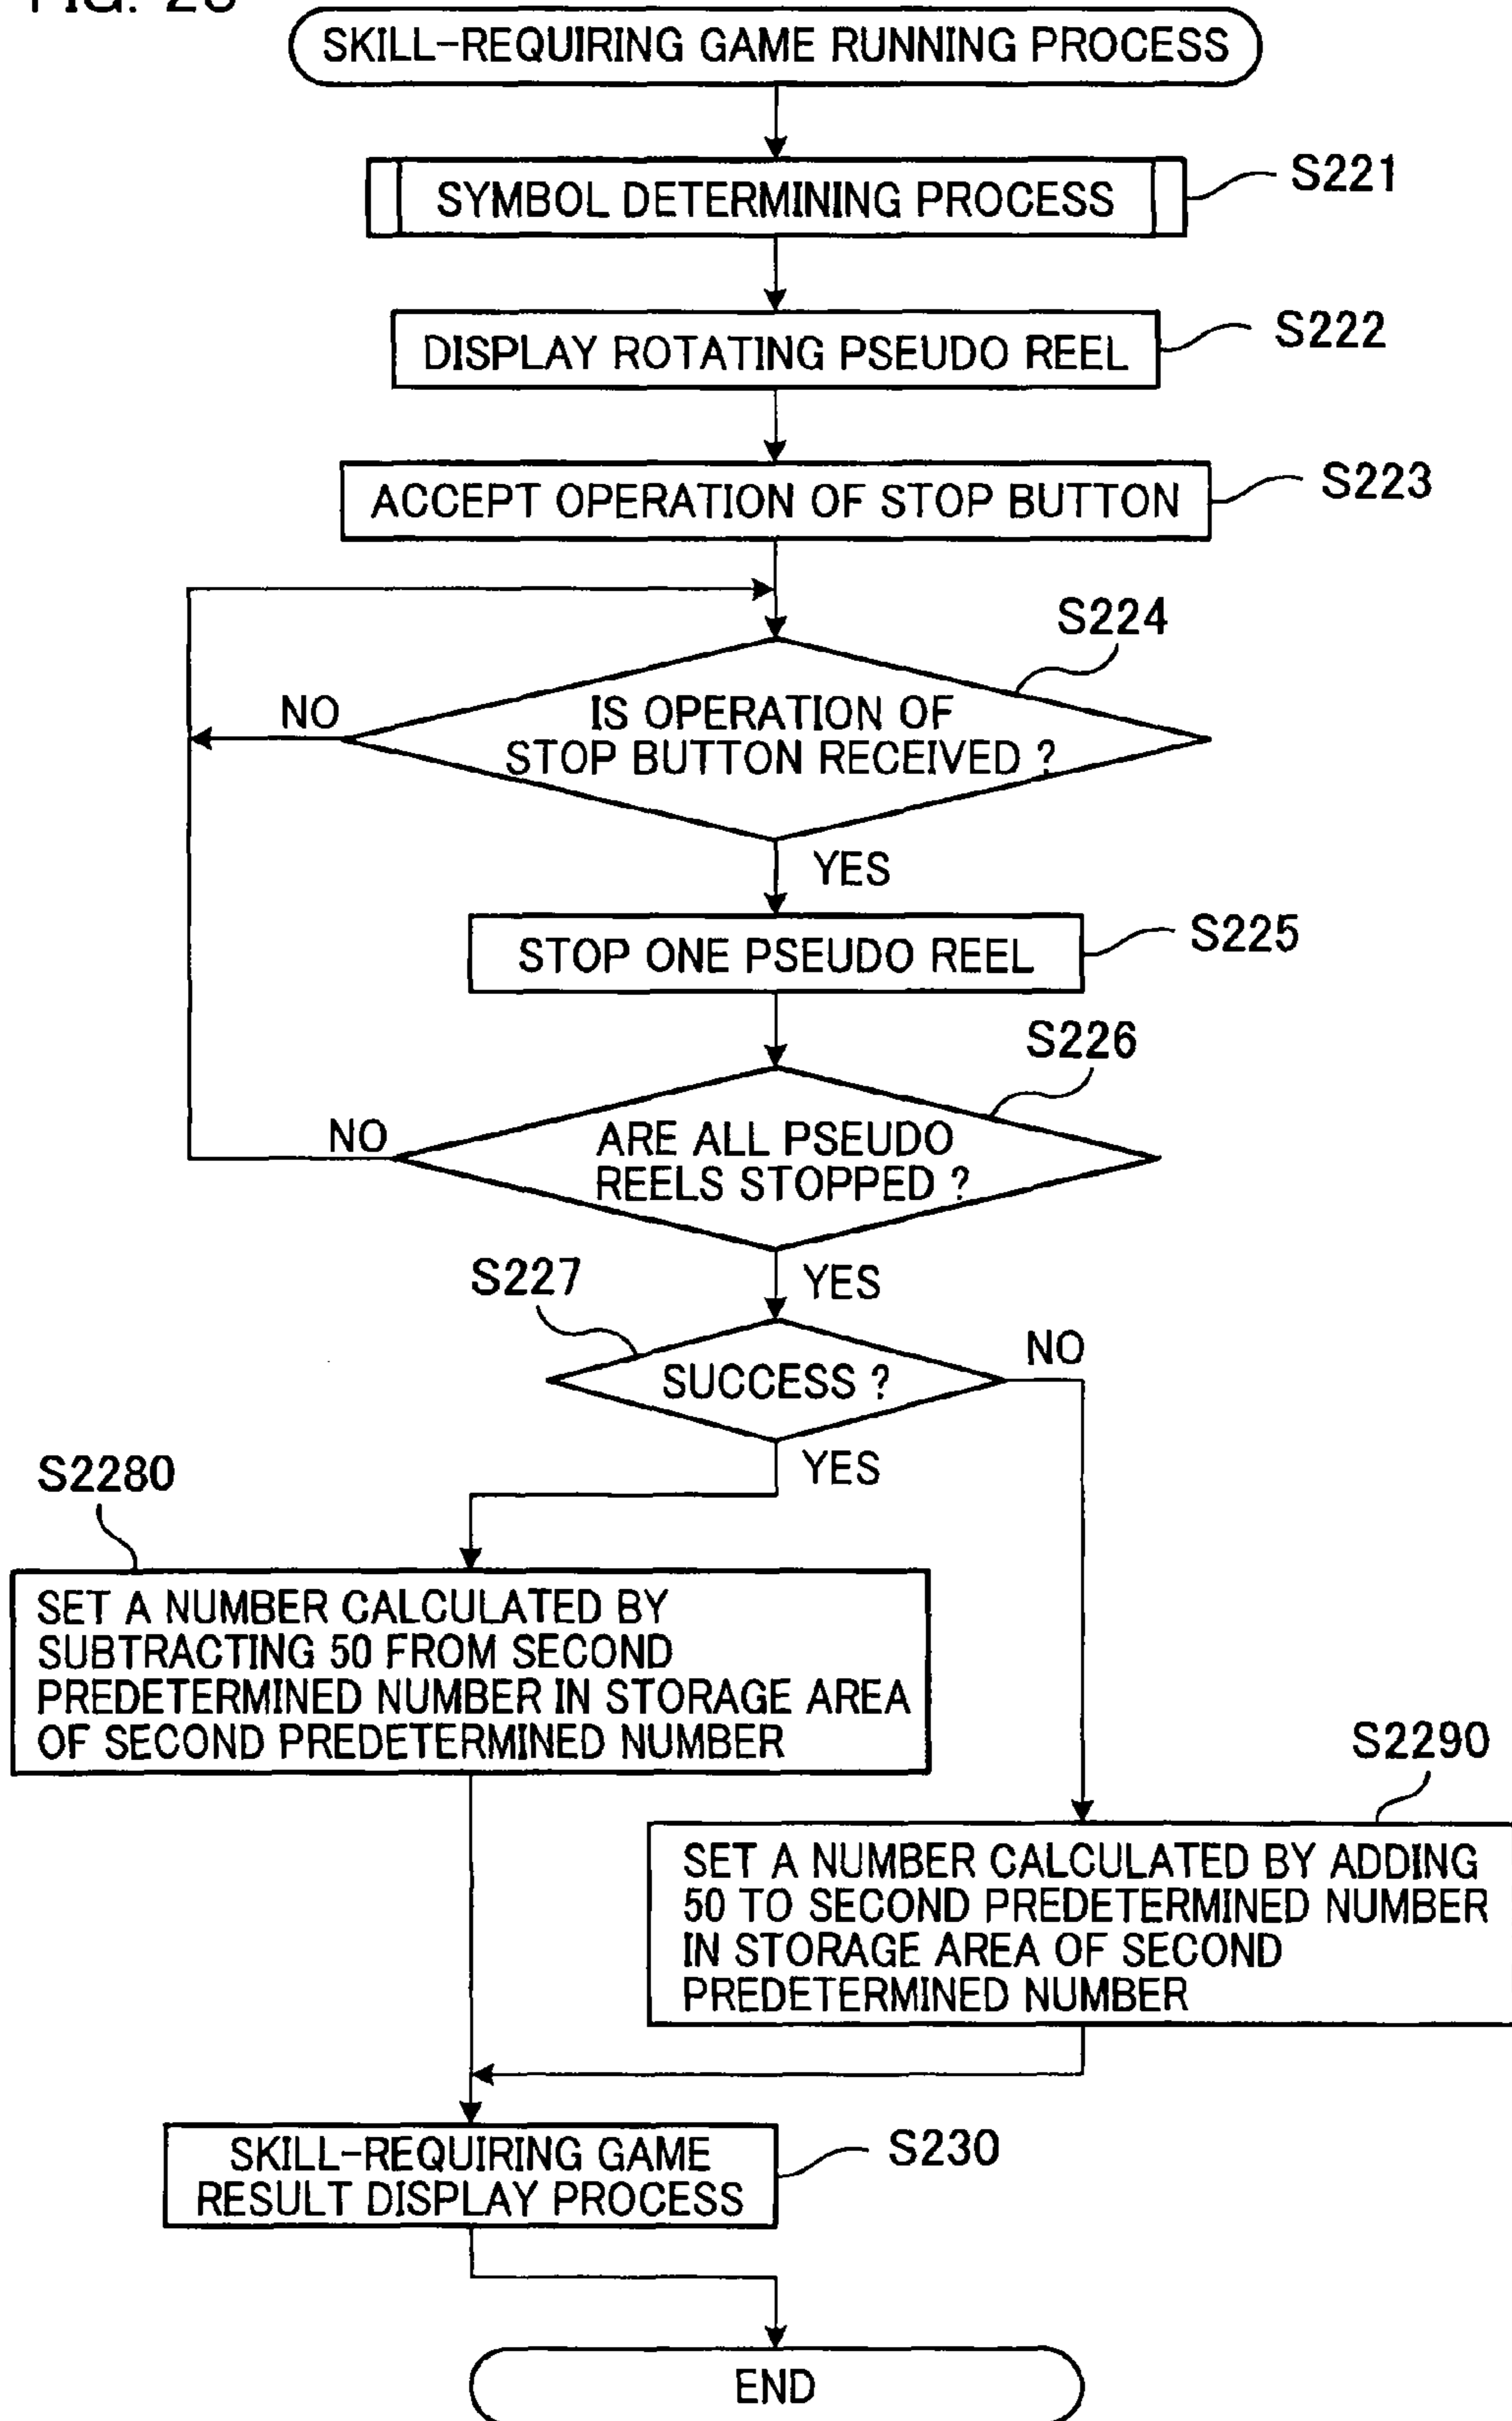 SKILL-REQUIRING GAME RUNNING PROCESS
SYMBOL DETERMINING PROCESS
S221
DISPLAY ROTATING PSEUDO REEL
S222
ACCEPT OPERATION OF STOP BUTTON
S223
S224
IS OPERATION OF
STOP BUTTON RECEIVED ?
NO
YES
STOP ONE PSEUDO REEL
S225
S226
ARE ALL PSEUDO
REELS STOPPED ?
NO
YES
S227
SUCCESS ?
NO
YES
S2280
SET A NUMBER CALCULATED BY
SUBTRACTING 50 FROM SECOND
PREDETERMINED NUMBER IN STORAGE AREA
OF SECOND PREDETERMINED NUMBER
S2290
SET A NUMBER CALCULATED BY ADDING
50 TO SECOND PREDETERMINED NUMBER
IN STORAGE AREA OF SECOND
PREDETERMINED NUMBER
SKILL-REQUIRING GAME
RESULT DISPLAY PROCESS
S230
END